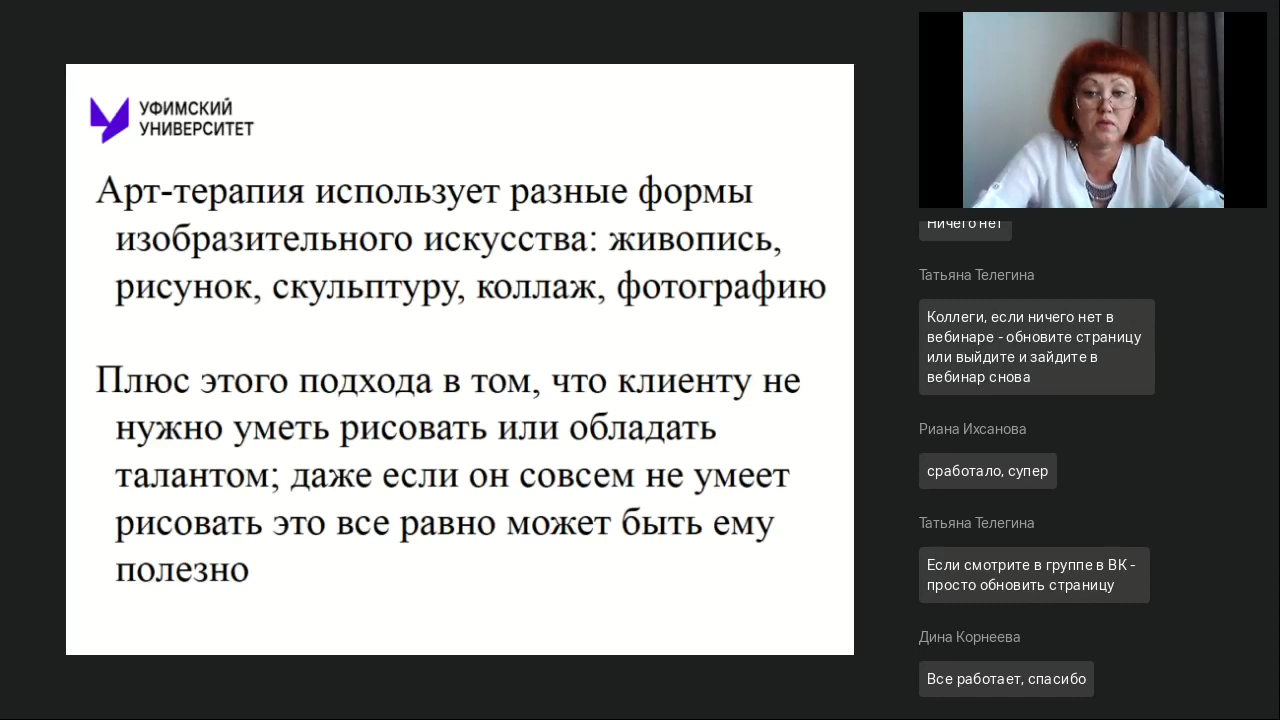 УФИМСКИЙ
УНИВЕРСИТЕТ
Арт-терапия использует разные формы
изобразительного искусства: живопись,
рисунок, скульптуру, коллаж, фотографию
Плюс этого подхода в том, что клиенту не
нужно уметь рисовать или обладать
талантом; даже если он совсем не умеет
рисовать это все равно может быть ему
полезно
Ничего нет
Татьяна Телегина
Коллеги, если ничего нет в
вебинаре - обновите страницу
или выйдите и зайдите в
вебинар снова
Риана Ихсанова
сработало, супер
Татьяна Телегина
Если смотрите в группе в ВК -
просто обновить страницу
Дина Корнеева
Все работает, спасибо